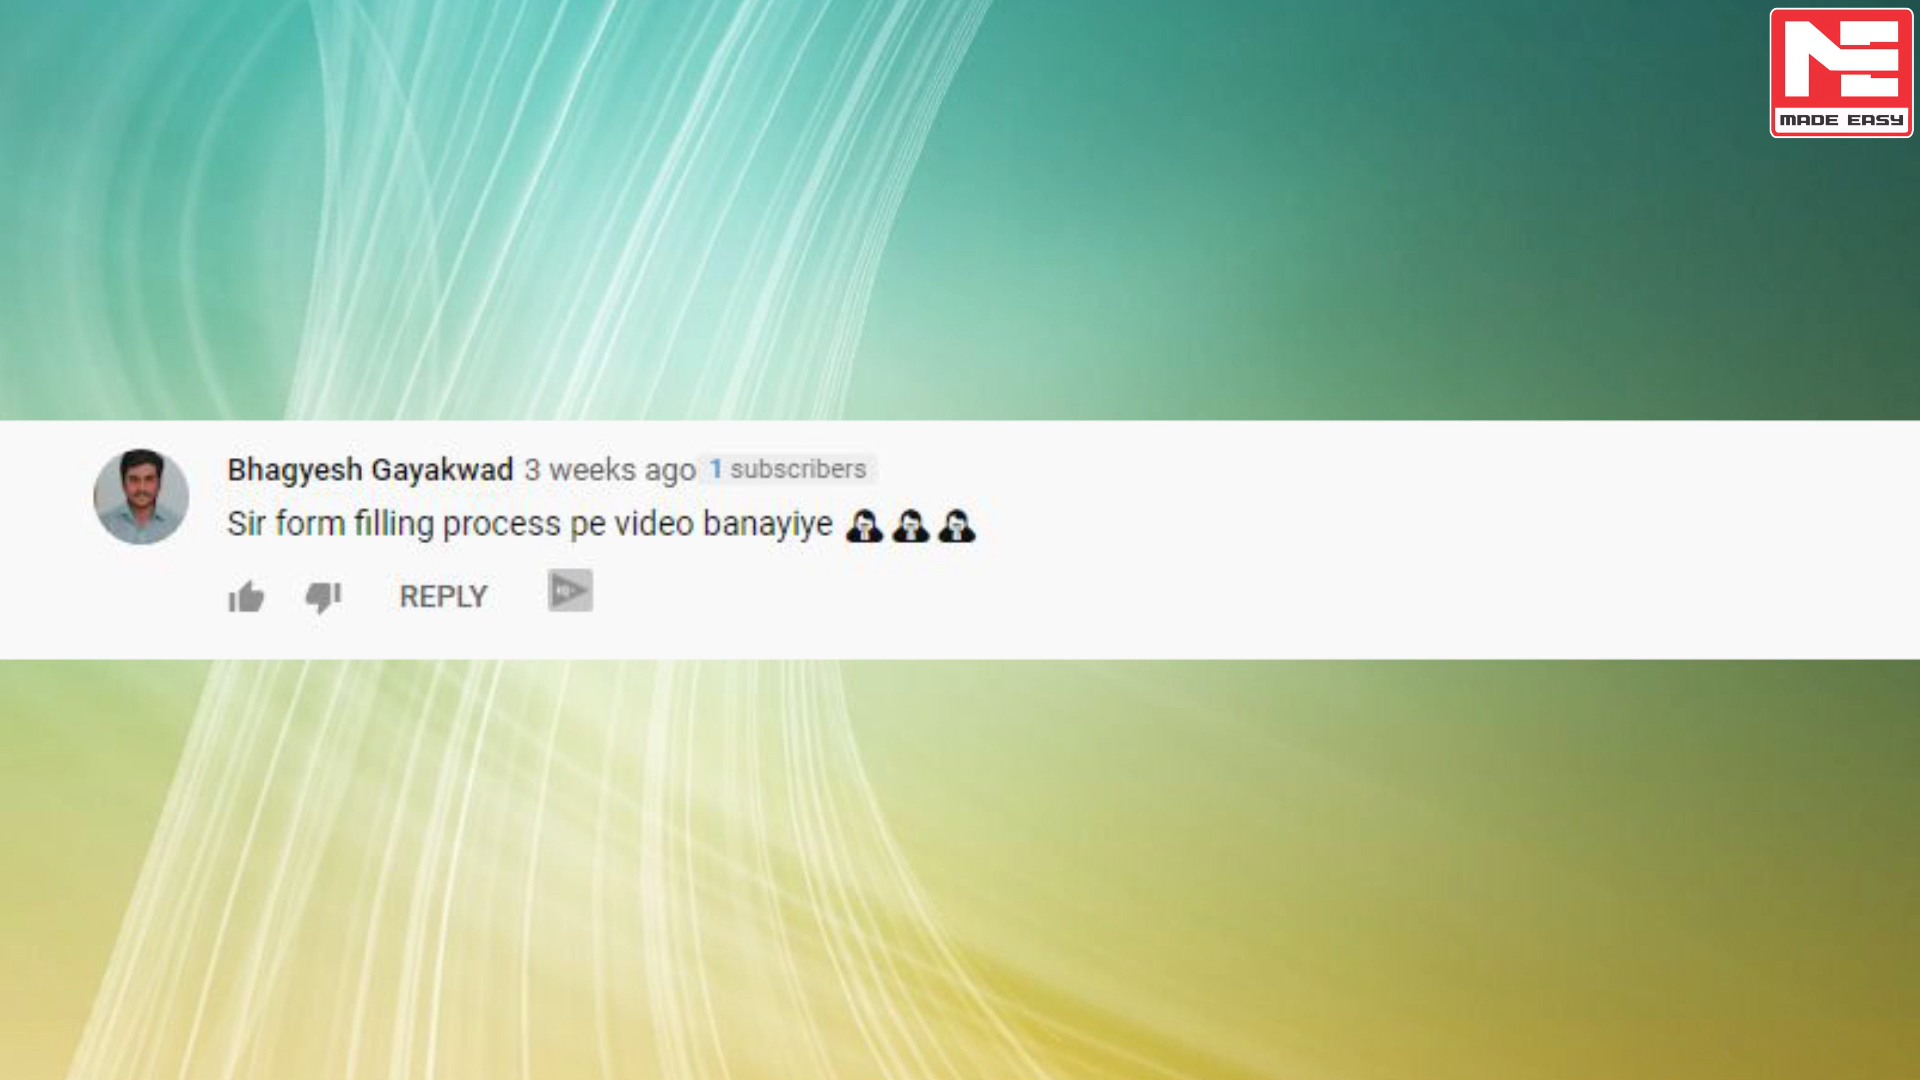 MADE EASY
Bhagyesh Gayakwad 3 weeks ago 1 subscribers
Sir form filling process pe video banayiye
REPLY